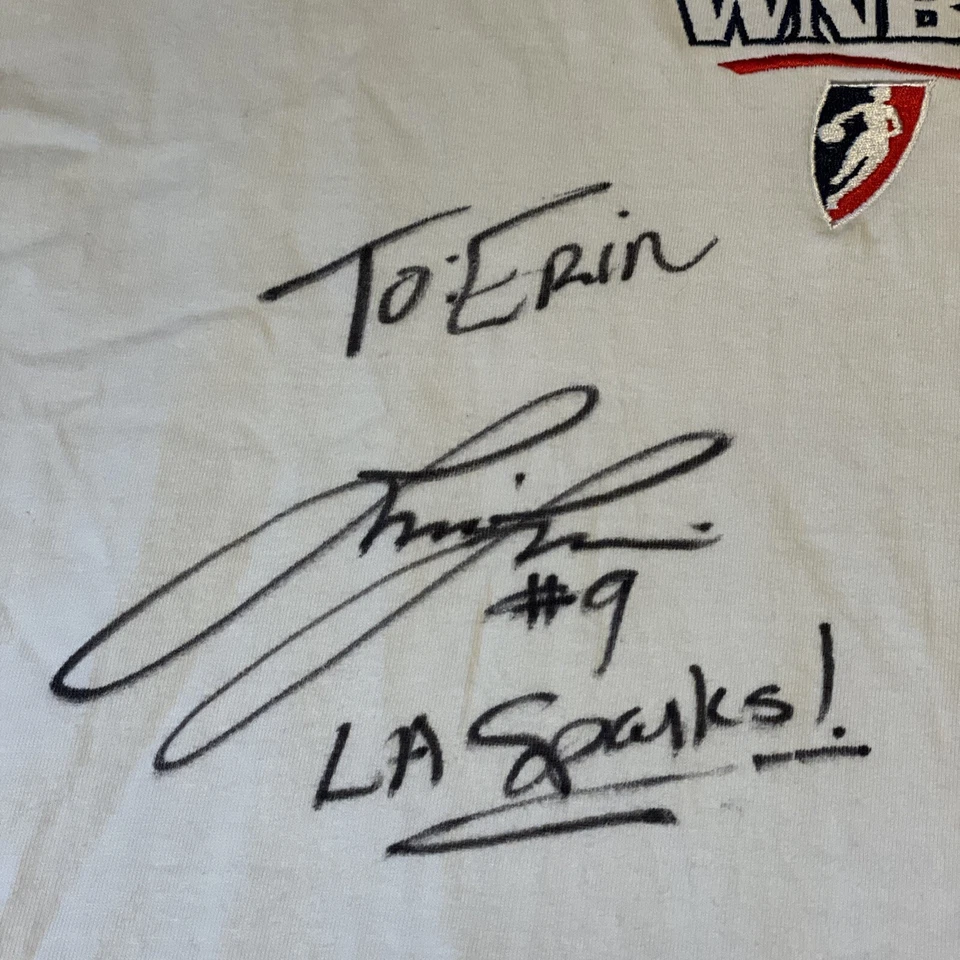 WNB
To: Erin
#9
LA Sparks!